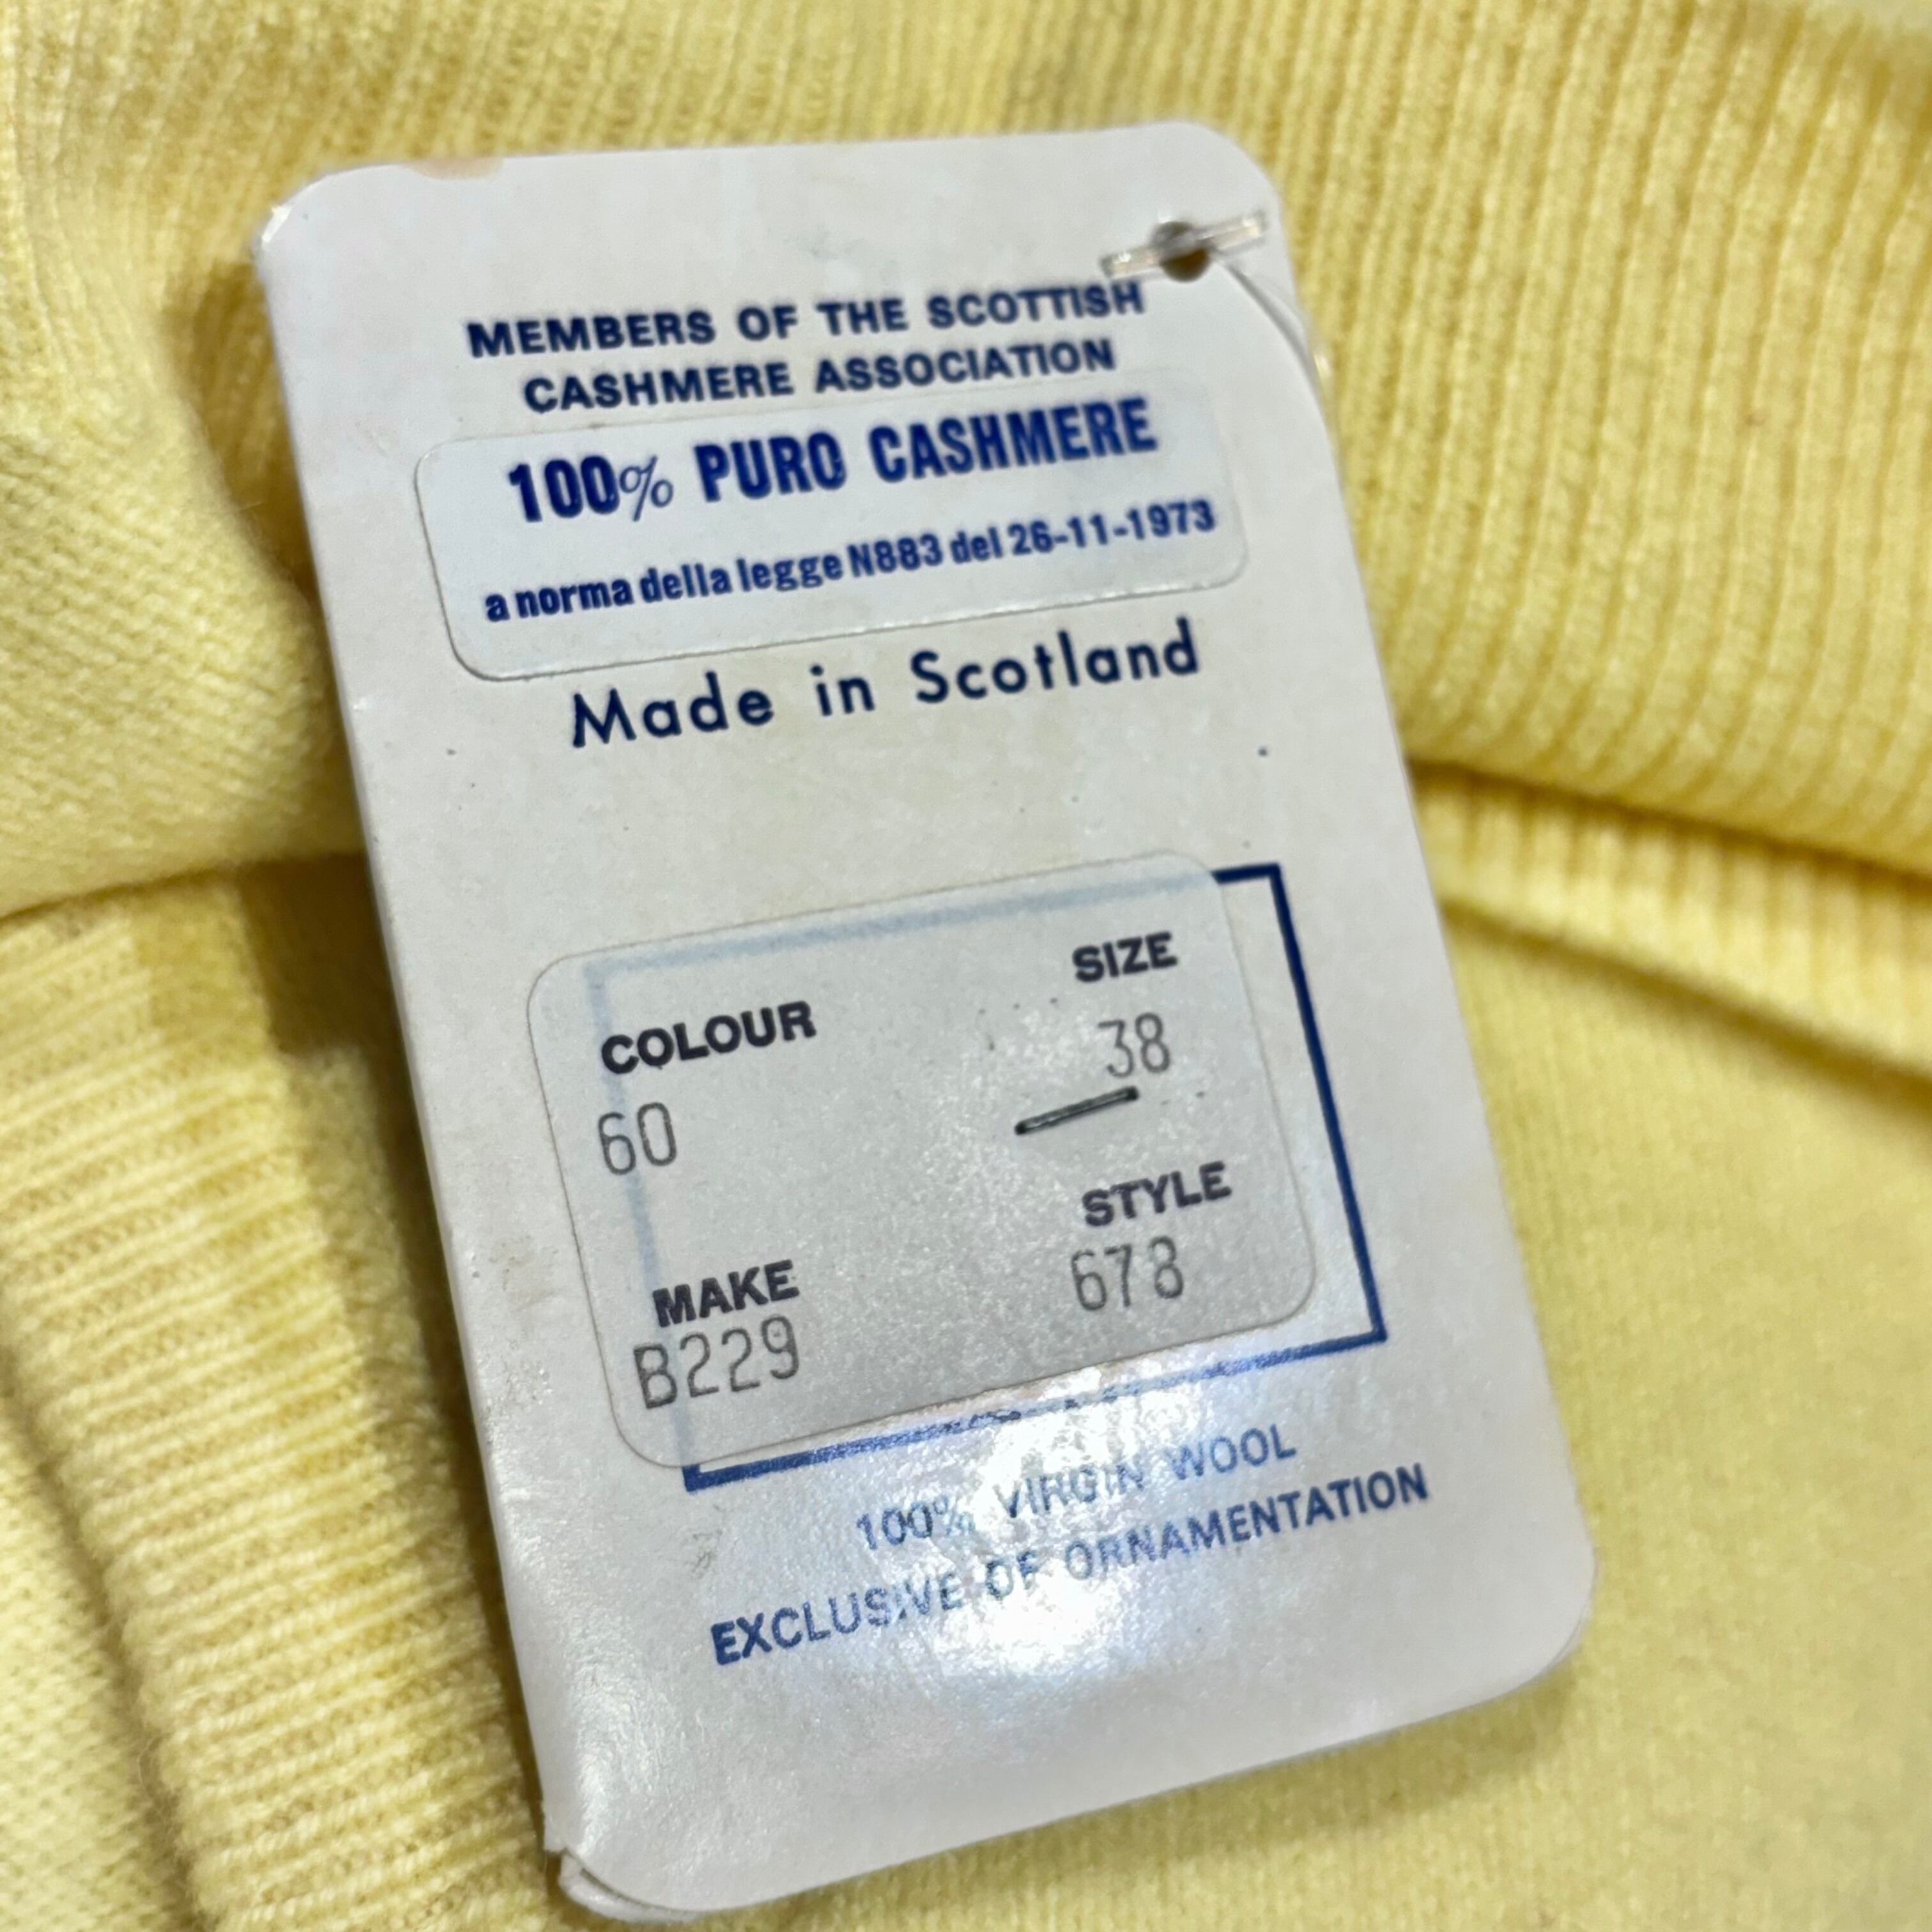 MEMBERS OF THE SCOTTISH
CASHMERE ASSOCIATION
100% PURO CASHMERE
a norma della legge N883 del 26-11-1973
Made in Scotland
COLOUR SIZE
60 38
MAKE STYLE
B229 678
100% VIRGIN WOOL
EXCLUSIVE OF ORNAMENTATION